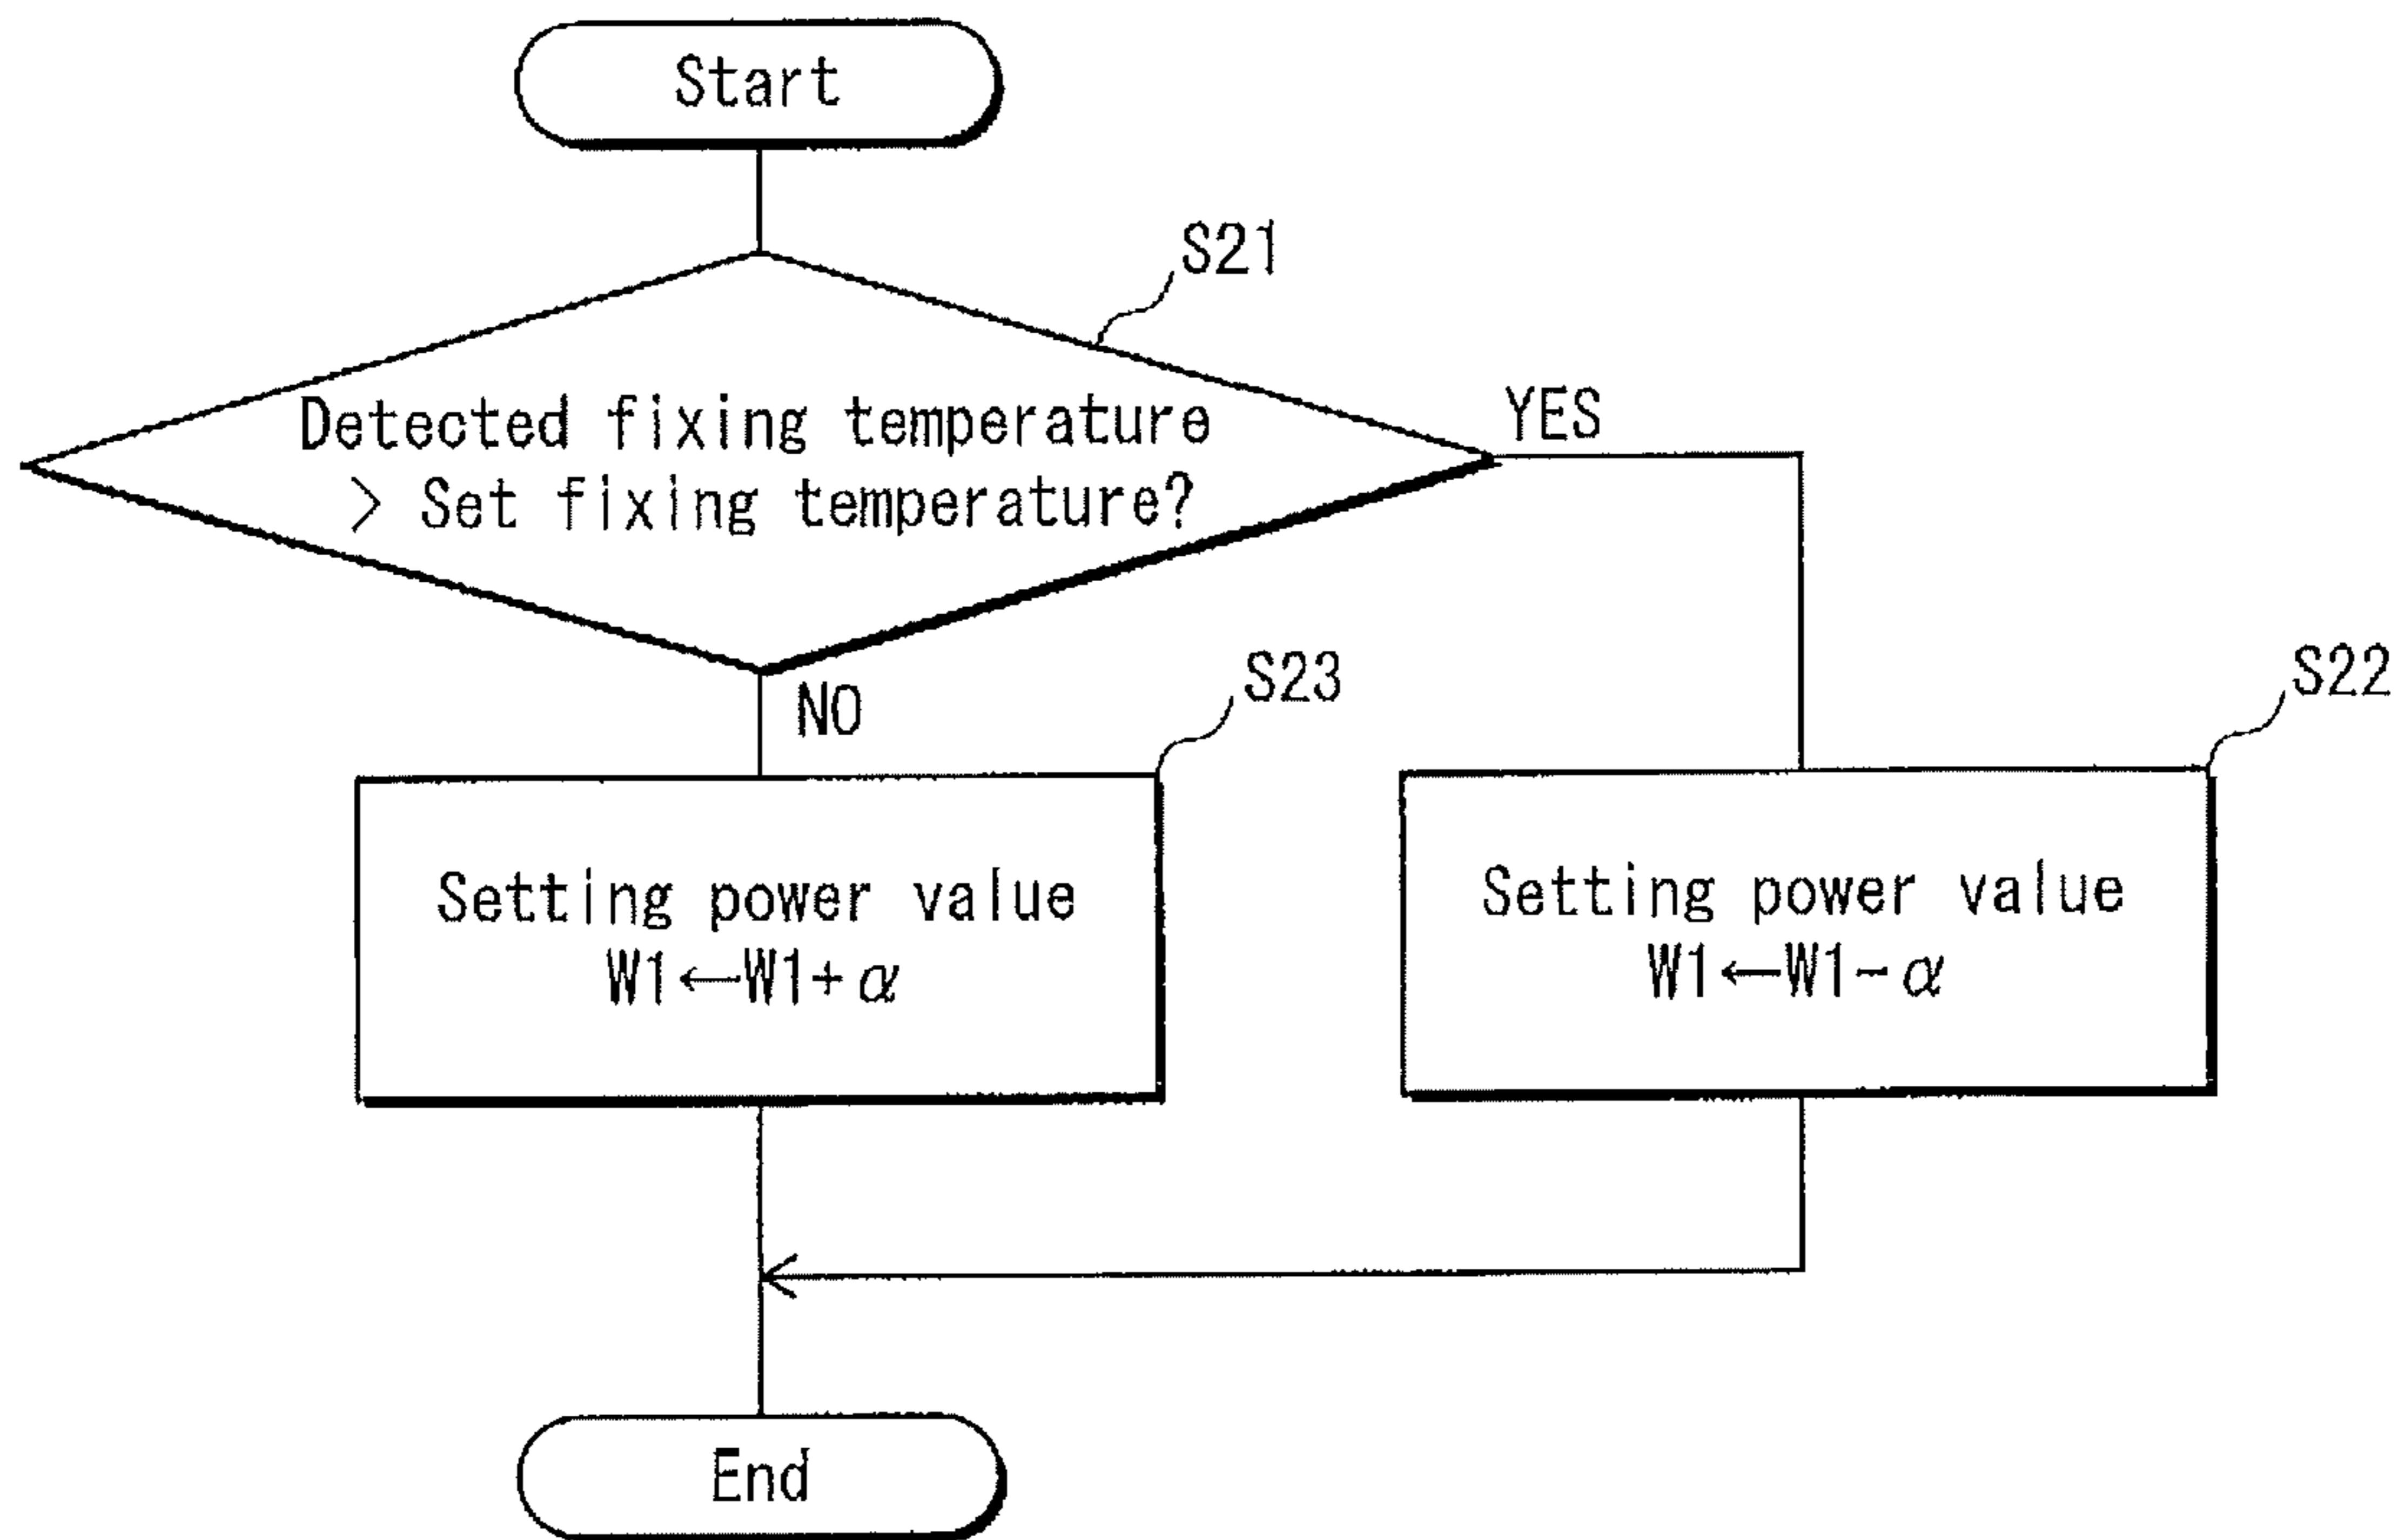 Start
S21
Detected fixing temperature
> Set fixing temperature?
YES
NO
S23
S22
Setting power value
W1←W1+α
Setting power value
W1←W1-α
End